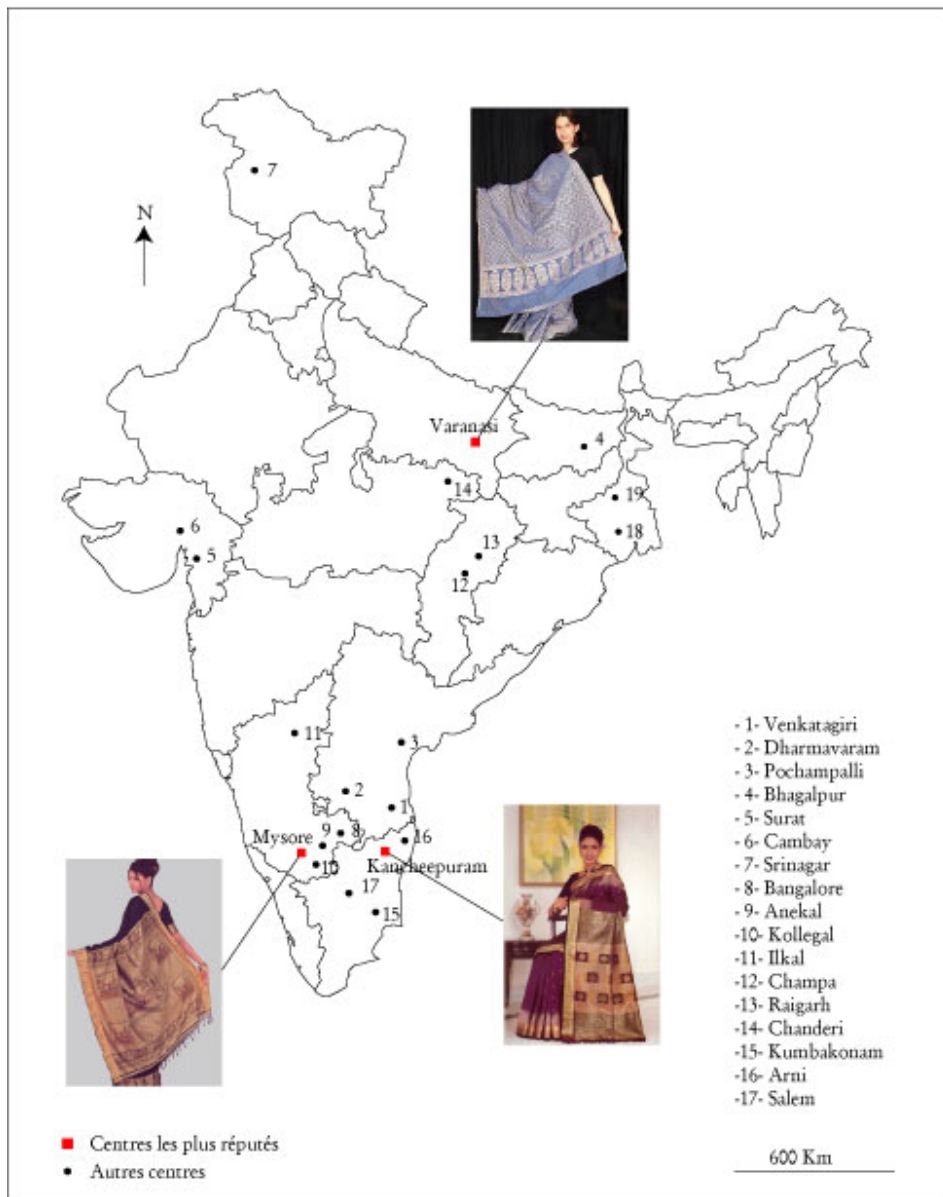 7
N
Varanasi
4
14
19
6
13
18
5
12
11
3
2
1
9
8
16
Mysore
10
Kancheepuram
17
15
- 1- Venkatagiri
- 2- Dharmavaram
- 3- Pochampalli
- 4- Bhagalpur
- 5- Surat
- 6- Cambay
- 7- Srinagar
- 8- Bangalore
- 9- Anekal
-10- Kollegal
-11- Ilkal
-12- Champa
-13- Raigarh
-14- Chanderi
-15- Kumbakonam
-16- Arni
-17- Salem
Centres les plus réputés
Autres centres
600 Km